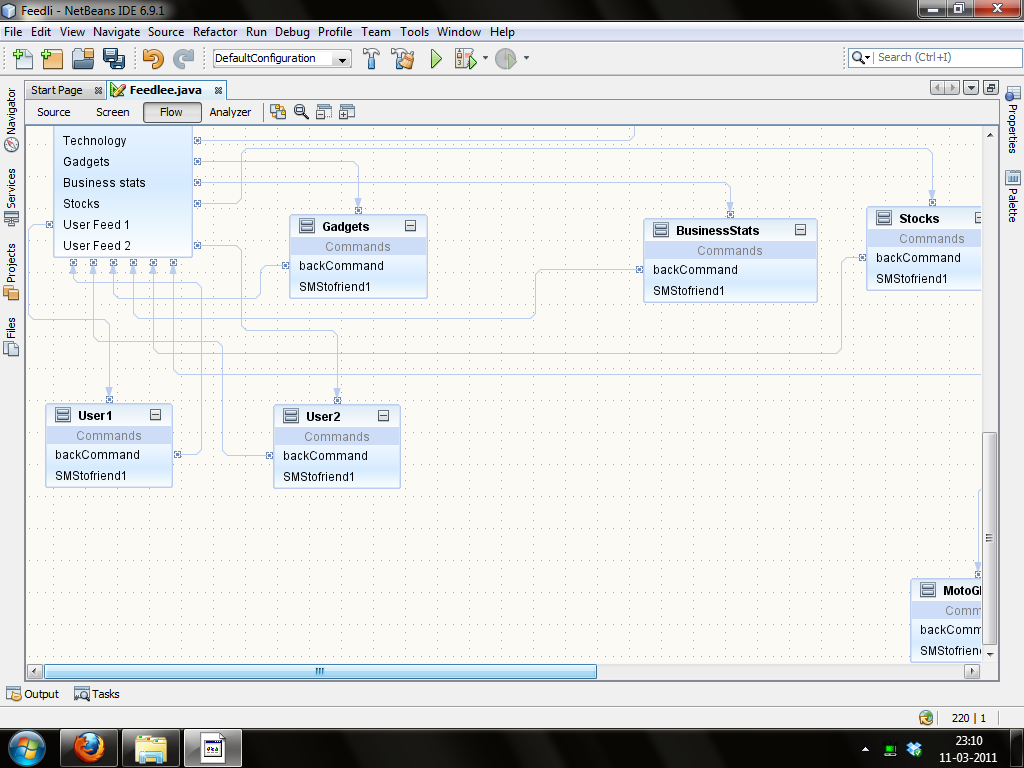 Feedli - NetBeans IDE 6.9.1
File Edit View Navigate Source Refactor Run Debug Profile Team Tools Window Help
DefaultConfiguration
Search (Ctrl+I)
Start Page
Feedlee.java
Source Screen Flow Analyzer
Navigator
Services
Projects
Files
Properties
Palette
Technology
Gadgets
Business stats
Stocks
User Feed 1
User Feed 2
Gadgets
Commands
backCommand
SMStofriend1
BusinessStats
Commands
backCommand
SMStofriend1
Stocks
Commands
backCommand
SMStofriend1
User1
Commands
backCommand
SMStofriend1
User2
Commands
backCommand
SMStofriend1
MotoG
Comm
backComm
SMStofrien
Output Tasks
220 | 1
23:10
11-03-2011